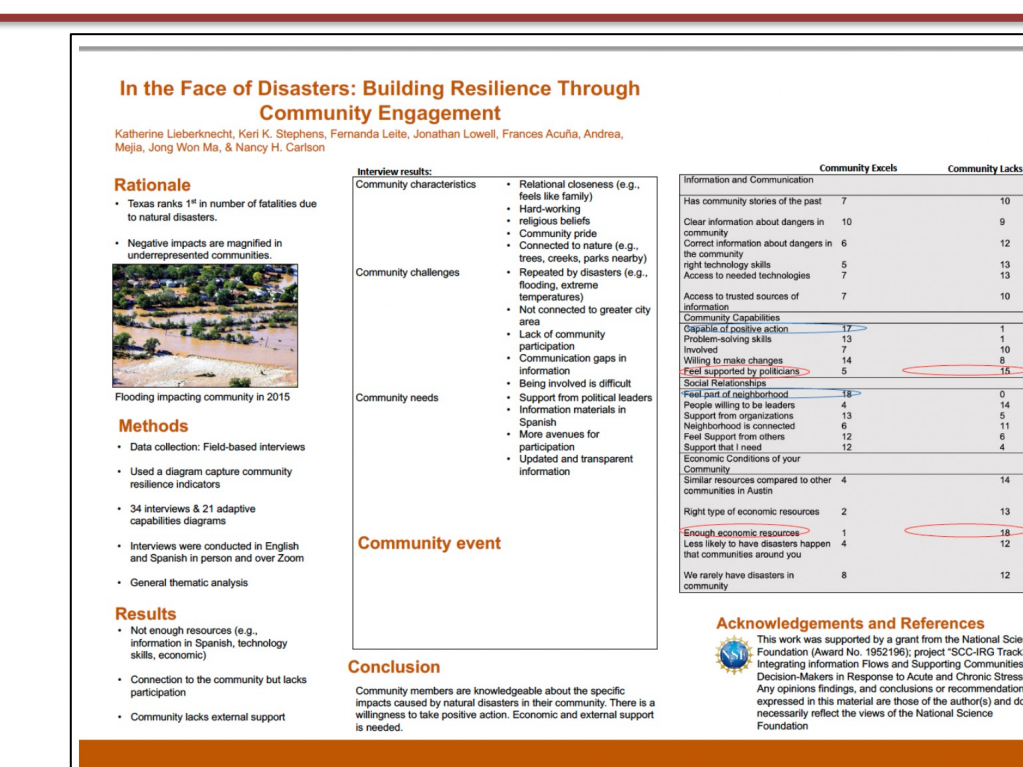 In the Face of Disasters: Building Resilience Through
Community Engagement
Katherine Lieberknecht, Keri K. Stephens, Fernanda Leite, Jonathan Lowell, Frances Acuña, Andrea,
Mejia, Jong Won Ma, & Nancy H. Carlson
Rationale
• Texas ranks 1st in number of fatalities due
to natural disasters.
• Negative impacts are magnified in
underrepresented communities.
Flooding impacting community in 2015
Methods
• Data collection: Field-based interviews
• Used a diagram capture community
resilience indicators
• 34 interviews & 21 adaptive
capabilities diagrams
• Interviews were conducted in English
and Spanish in person and over Zoom
• General thematic analysis
Results
• Not enough resources (e.g.,
information in Spanish, technology
skills, economic)
• Connection to the community but lacks
participation
• Community lacks external support
Interview results:
Community characteristics
• Relational closeness (e.g.,
feels like family)
• Hard-working
• religious beliefs
• Community pride
• Connected to nature (e.g.,
trees, creeks, parks nearby)
Community challenges
• Repeated by disasters (e.g.,
flooding, extreme
temperatures)
• Not connected to greater city
area
• Lack of community
participation
• Communication gaps in
information
• Being involved is difficult
Community needs
• Support from political leaders
• Information materials in
Spanish
• More avenues for
participation
• Updated and transparent
information
Community event
Conclusion
Community members are knowledgeable about the specific
impacts caused by natural disasters in their community. There is a
willingness to take positive action. Economic and external support
is needed.
Community Excels Community Lacks
Information and Communication
Has community stories of the past 7 10
Clear information about dangers in 10 9
community
Correct information about dangers in 6 12
the community
right technology skills 5 13
Access to needed technologies 7 13
Access to trusted sources of 7 10
information
Community Capabilities
Capable of positive action 17 1
Problem-solving skills 13 1
Involved 7 10
Willing to make changes 14 8
Feel supported by politicians 5 15
Social Relationships
Feel part of neighborhood 18 0
People willing to be leaders 4 14
Support from organizations 13 5
Neighborhood is connected 6 11
Feel Support from others 12 6
Support that I need 12 4
Economic Conditions of your
Community
Similar resources compared to other 4 14
communities in Austin
Right type of economic resources 2 13
Enough economic resources 1 18
Less likely to have disasters happen 4 12
that communities around you
We rarely have disasters in 8 12
community
Acknowledgements and References
NSF
This work was supported by a grant from the National Scie
Foundation (Award No. 1952196); project "SCC-IRG Track
Integrating information Flows and Supporting Communities
Decision-Makers in Response to Acute and Chronic Stress
Any opinions findings, and conclusions or recommendation
expressed in this material are those of the author(s) and do
necessarily reflect the views of the National Science
Foundation